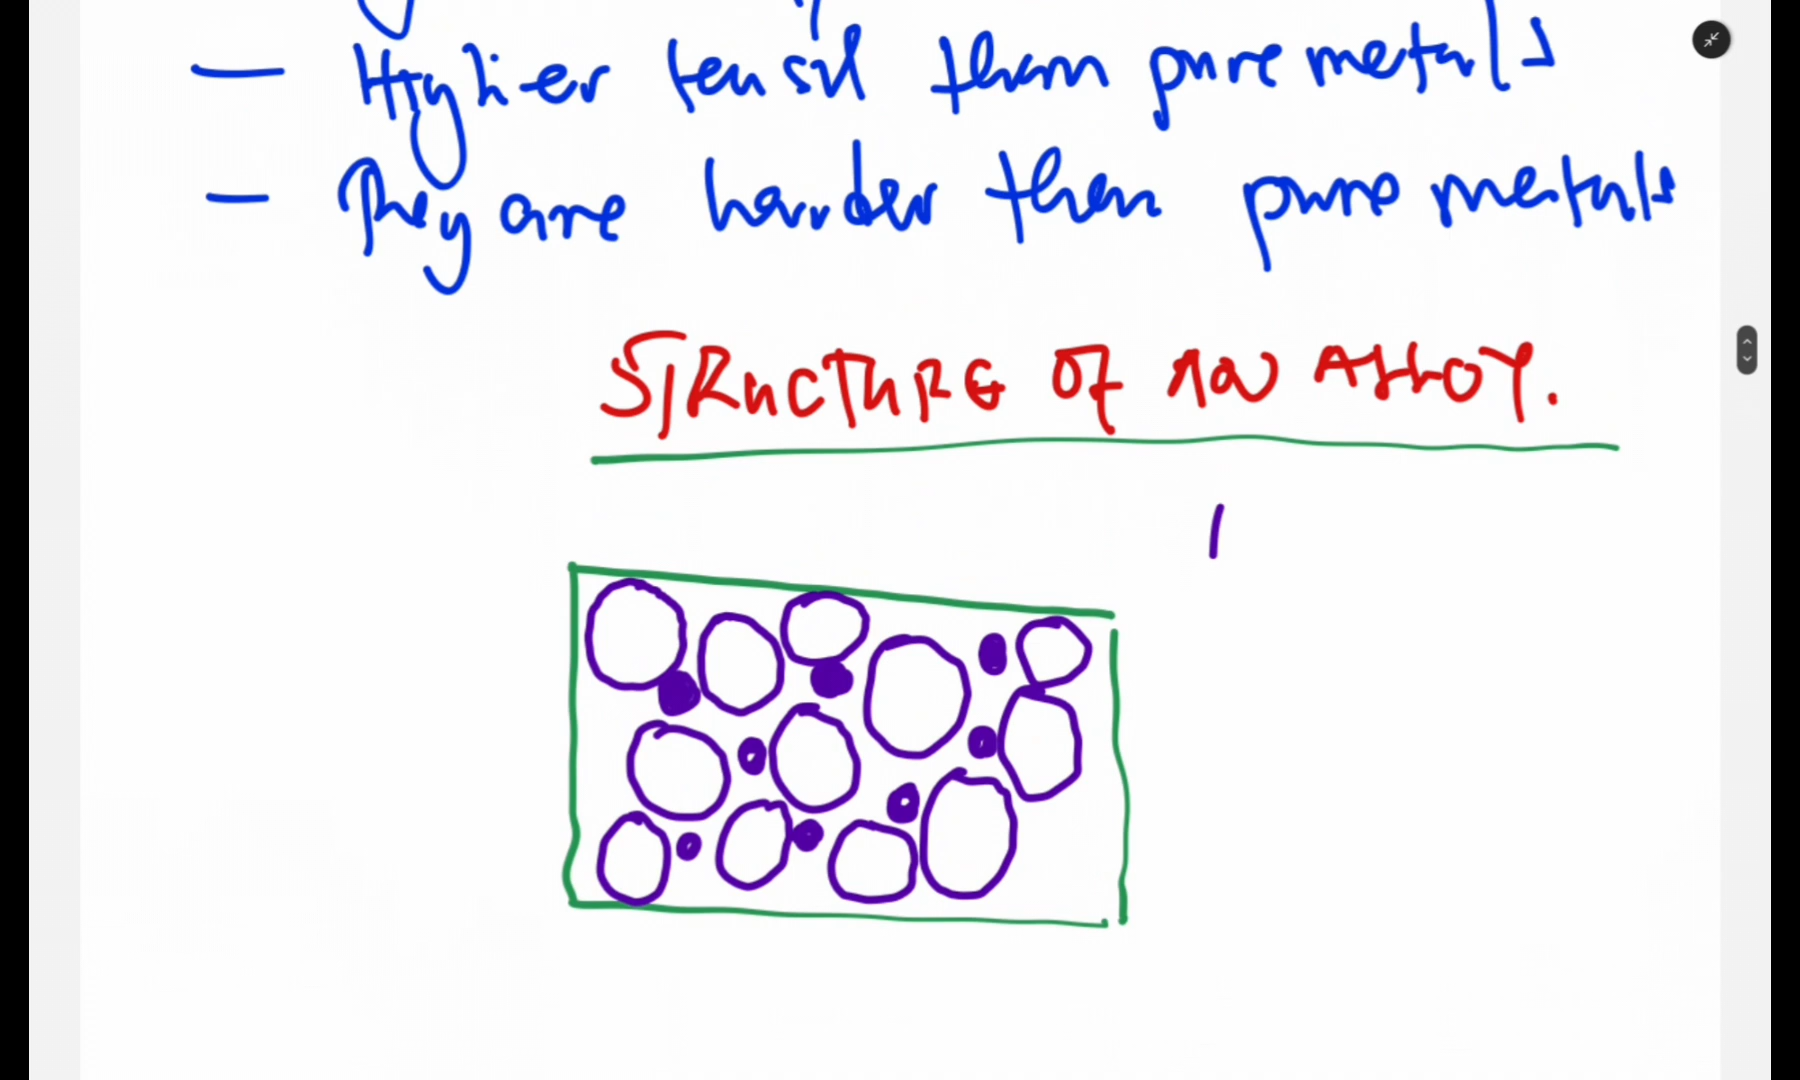 — Higher tensil than pure metals
— They are harder than pure metals
STRUCTURE OF AN ALLOY.